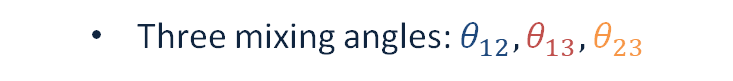 • Three mixing angles: θ₁₂, θ₁₃, θ₂₃